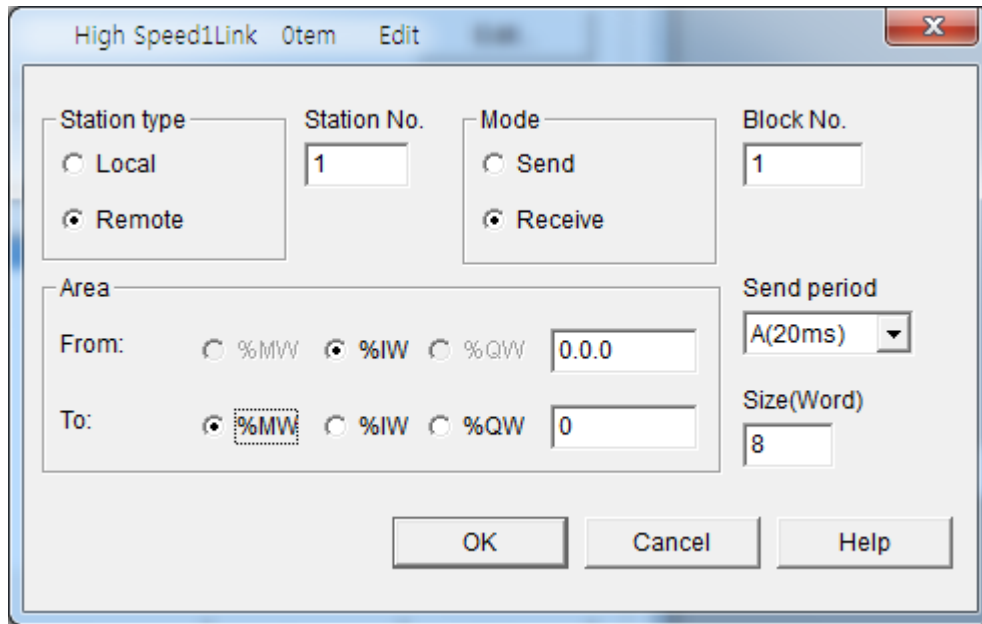 High Speed1Link 0tem Edit
Station type
Local
Remote
Station No.
1
Mode
Send
Receive
Block No.
1
Area
From: %MW %IW %QW 0.0.0
To: %MW %IW %QW 0
Send period
A(20ms)
Size(Word)
8
OK Cancel Help